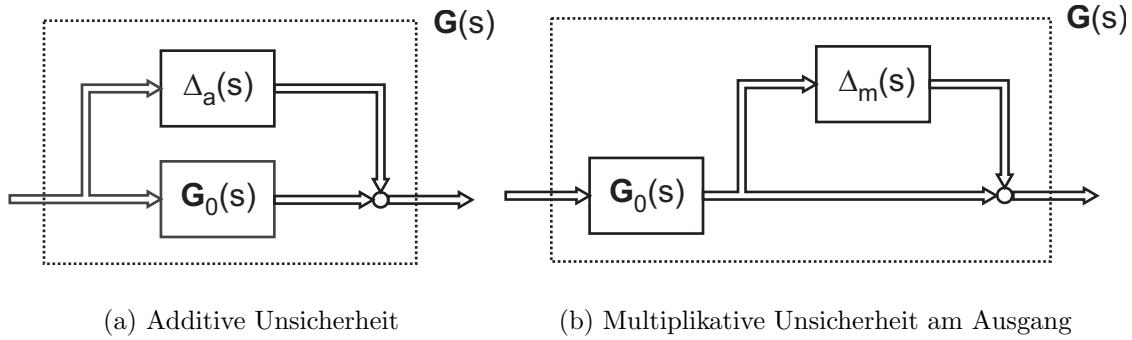 G(s)
Δa(s)
G0(s)
(a) Additive Unsicherheit
G(s)
Δm(s)
G0(s)
(b) Multiplikative Unsicherheit am Ausgang